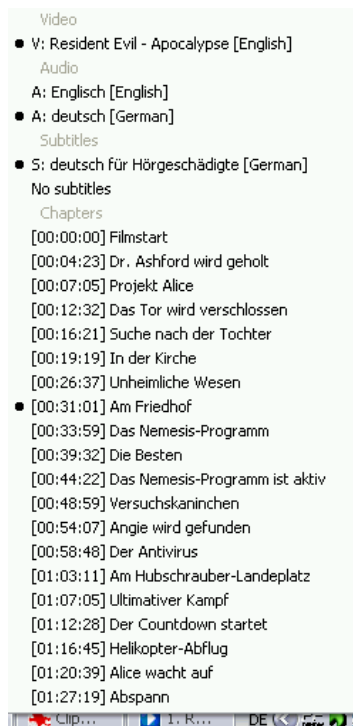 Video
V: Resident Evil - Apocalypse [English]
Audio
A: Englisch [English]
A: deutsch [German]
Subtitles
S: deutsch für Hörgeschädigte [German]
No subtitles
Chapters
[00:00:00] Filmstart
[00:04:23] Dr. Ashford wird geholt
[00:07:05] Projekt Alice
[00:12:32] Das Tor wird verschlossen
[00:16:21] Suche nach der Tochter
[00:19:19] In der Kirche
[00:26:37] Unheimliche Wesen
[00:31:01] Am Friedhof
[00:33:59] Das Nemesis-Programm
[00:39:32] Die Besten
[00:44:22] Das Nemesis-Programm ist aktiv
[00:48:59] Versuchskaninchen
[00:54:07] Angie wird gefunden
[00:58:48] Der Antivirus
[01:03:11] Am Hubschrauber-Landeplatz
[01:07:05] Ultimativer Kampf
[01:12:28] Der Countdown startet
[01:16:45] Helikopter-Abflug
[01:20:39] Alice wacht auf
[01:27:19] Abspann
Clip... 1. R... DE